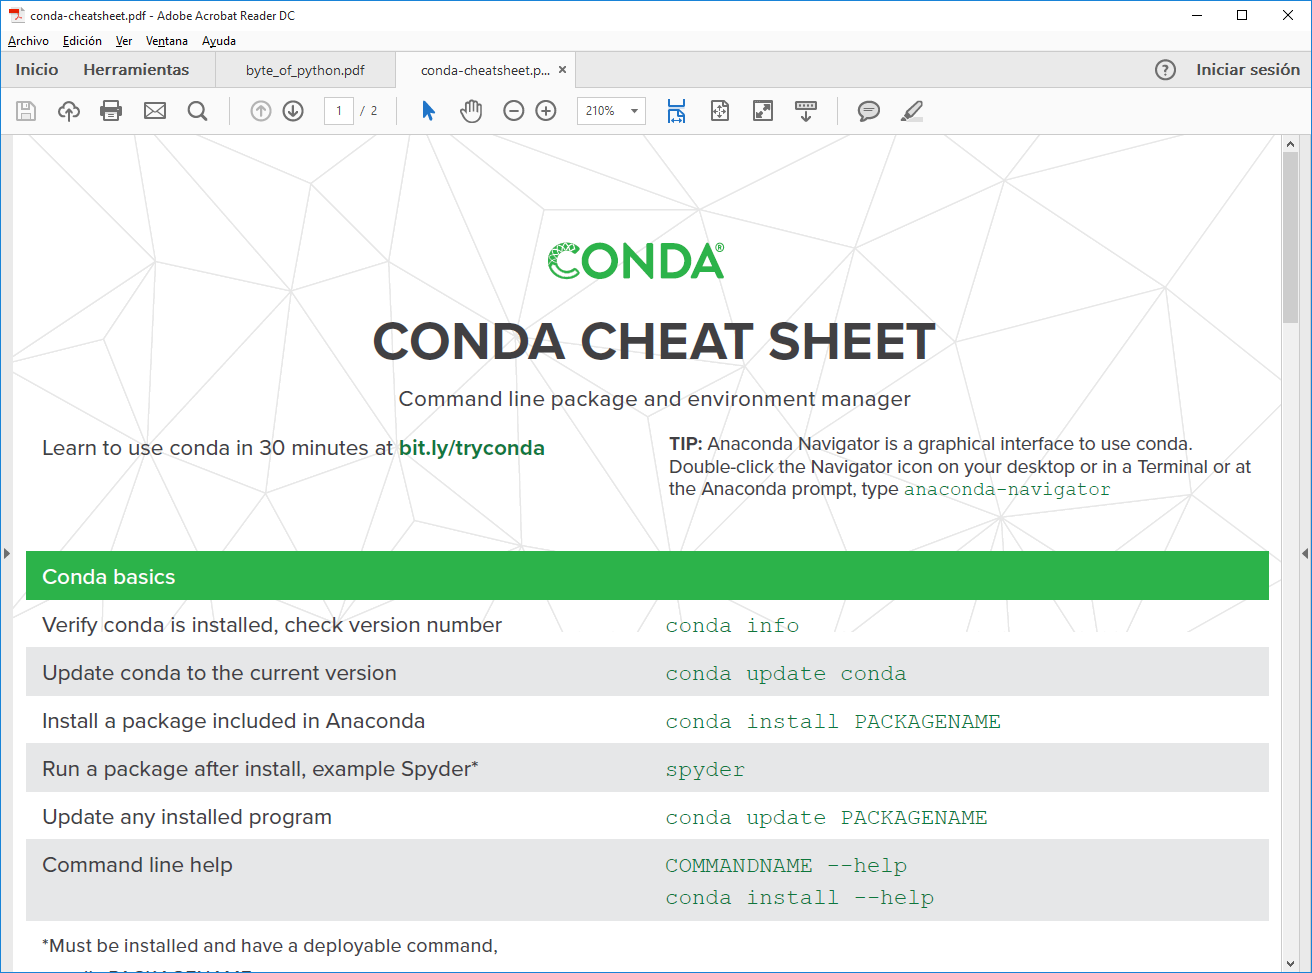 conda-cheatsheet.pdf - Adobe Acrobat Reader DC
Archivo Edición Ver Ventana Ayuda
Inicio Herramientas byte_of_python.pdf conda-cheatsheet.p... × ? Iniciar sesión
1 / 2 210%
CONDA®
CONDA CHEAT SHEET
Command line package and environment manager
Learn to use conda in 30 minutes at bit.ly/tryconda
TIP: Anaconda Navigator is a graphical interface to use conda.
Double-click the Navigator icon on your desktop or in a Terminal or at
the Anaconda prompt, type anaconda-navigator
Conda basics
Verify conda is installed, check version number conda info
Update conda to the current version conda update conda
Install a package included in Anaconda conda install PACKAGENAME
Run a package after install, example Spyder* spyder
Update any installed program conda update PACKAGENAME
Command line help COMMANDNAME --help
conda install --help
*Must be installed and have a deployable command,